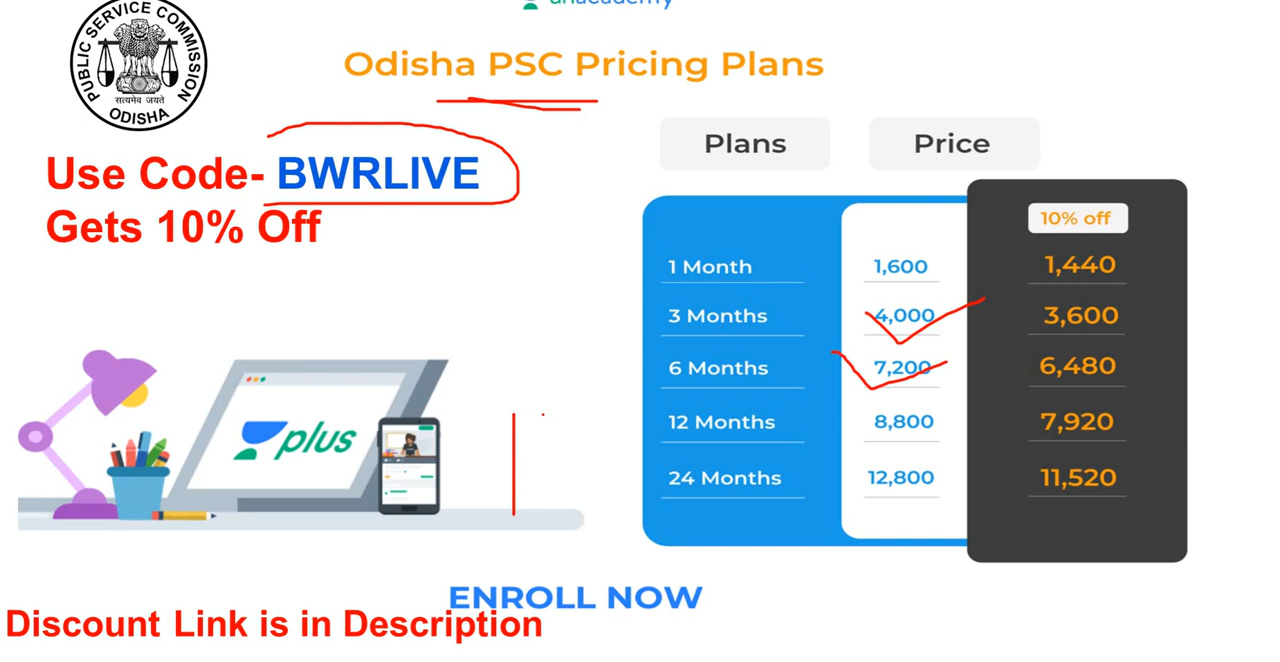 PUBLIC SERVICE COMMISSION
सत्यमेव जयते
ODISHA
unacademy
Odisha PSC Pricing Plans
Use Code- BWRLIVE
Gets 10% Off
Plans Price
10% off
1 Month 1,600 1,440
3 Months 4,000 3,600
6 Months 7,200 6,480
12 Months 8,800 7,920
24 Months 12,800 11,520
plus
ENROLL NOW
Discount Link is in Description